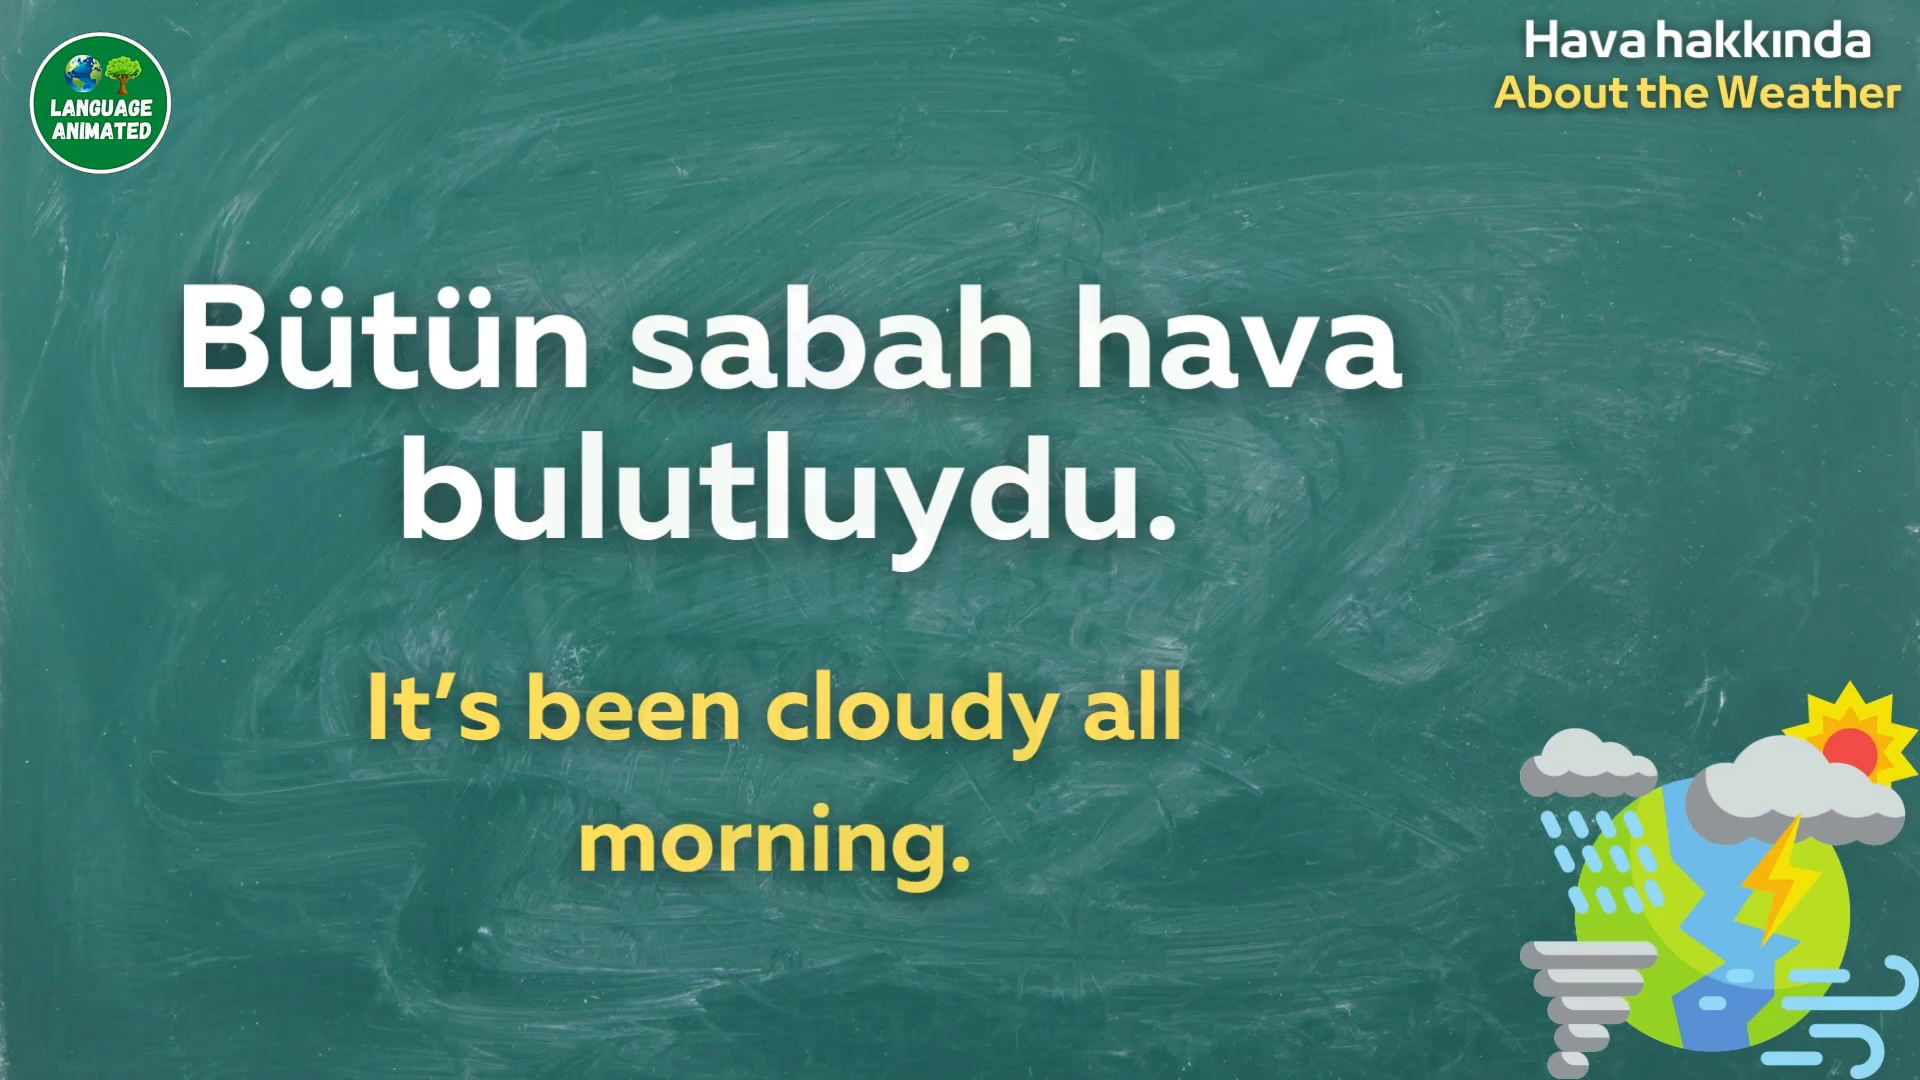 LANGUAGE
ANIMATED
Hava hakkında
About the Weather
Bütün sabah hava
bulutluydu.
It’s been cloudy all
morning.